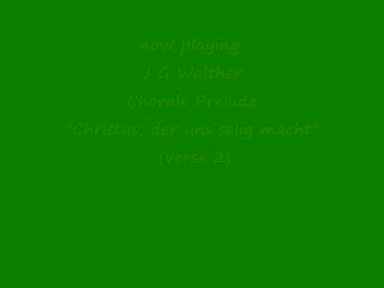 now playing
J G Walther
Chorale Prelude
"Christus, der uns selig macht"
(verse 2)